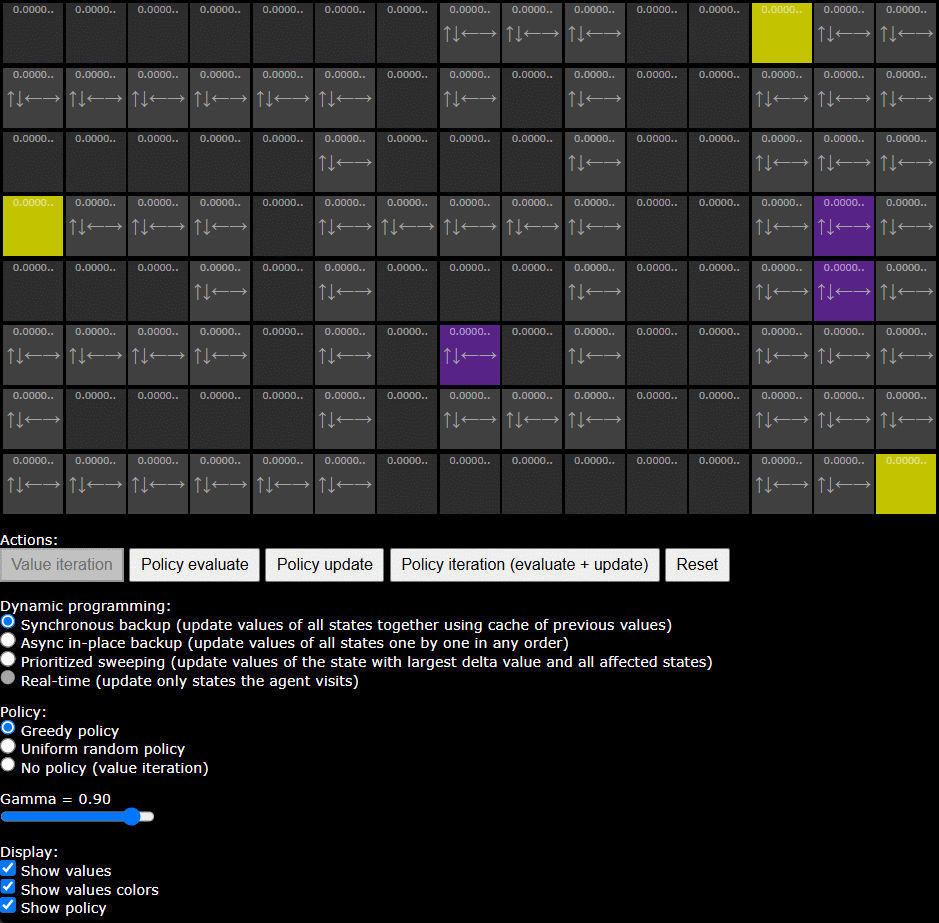 0.0000.. 0.0000.. 0.0000.. 0.0000.. 0.0000.. 0.0000.. 0.0000.. 0.0000.. 0.0000.. 0.0000.. 0.0000.. 0.0000.. 0.0000.. 0.0000.. 0.0000..
0.0000.. 0.0000.. 0.0000.. 0.0000.. 0.0000.. 0.0000.. 0.0000.. 0.0000.. 0.0000.. 0.0000.. 0.0000.. 0.0000.. 0.0000.. 0.0000.. 0.0000..
0.0000.. 0.0000.. 0.0000.. 0.0000.. 0.0000.. 0.0000.. 0.0000.. 0.0000.. 0.0000.. 0.0000.. 0.0000.. 0.0000.. 0.0000.. 0.0000.. 0.0000..
0.0000.. 0.0000.. 0.0000.. 0.0000.. 0.0000.. 0.0000.. 0.0000.. 0.0000.. 0.0000.. 0.0000.. 0.0000.. 0.0000.. 0.0000.. 0.0000.. 0.0000..
0.0000.. 0.0000.. 0.0000.. 0.0000.. 0.0000.. 0.0000.. 0.0000.. 0.0000.. 0.0000.. 0.0000.. 0.0000.. 0.0000.. 0.0000.. 0.0000.. 0.0000..
0.0000.. 0.0000.. 0.0000.. 0.0000.. 0.0000.. 0.0000.. 0.0000.. 0.0000.. 0.0000.. 0.0000.. 0.0000.. 0.0000.. 0.0000.. 0.0000.. 0.0000..
0.0000.. 0.0000.. 0.0000.. 0.0000.. 0.0000.. 0.0000.. 0.0000.. 0.0000.. 0.0000.. 0.0000.. 0.0000.. 0.0000.. 0.0000.. 0.0000.. 0.0000..
0.0000.. 0.0000.. 0.0000.. 0.0000.. 0.0000.. 0.0000.. 0.0000.. 0.0000.. 0.0000.. 0.0000.. 0.0000.. 0.0000.. 0.0000.. 0.0000.. 0.0000..
Actions:
Value iteration Policy evaluate Policy update Policy iteration (evaluate + update) Reset
Dynamic programming:
Synchronous backup (update values of all states together using cache of previous values)
Async in-place backup (update values of all states one by one in any order)
Prioritized sweeping (update values of the state with largest delta value and all affected states)
Real-time (update only states the agent visits)
Policy:
Greedy policy
Uniform random policy
No policy (value iteration)
Gamma = 0.90
Display:
Show values
Show values colors
Show policy